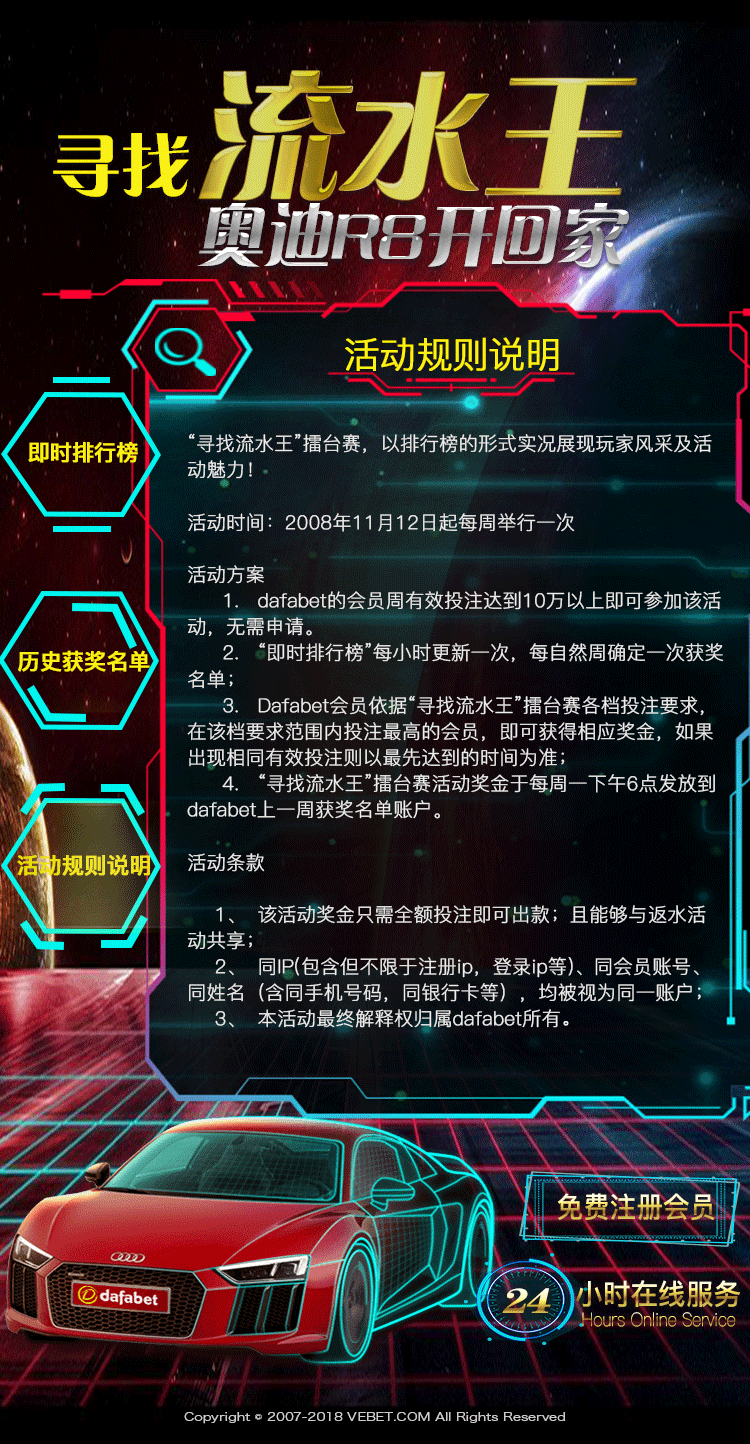 寻找
流水王
奥迪R8开回家
活动规则说明
即时排行榜
历史获奖名单
活动规则说明
“寻找流水王”擂台赛，以排行榜的形式实况展现玩家风采及活
动魅力！
活动时间：2008年11月12日起每周举行一次
活动方案
1. dafabet的会员周有效投注达到10万以上即可参加该活
动，无需申请。
2. “即时排行榜”每小时更新一次，每自然周确定一次获奖
名单；
3. Dafabet会员依据“寻找流水王”擂台赛各档投注要求，
在该档要求范围内投注最高的会员，即可获得相应奖金，如果
出现相同有效投注则以最先达到的时间为准；
4. “寻找流水王”擂台赛活动奖金于每周一下午6点发放到
dafabet上一周获奖名单账户。
活动条款
1、 该活动奖金只需全额投注即可出款；且能够与返水活
动共享；
2、 同IP(包含但不限于注册ip，登录ip等)、同会员账号、
同姓名（含同手机号码，同银行卡等），均被视为同一账户；
3、 本活动最终解释权归属dafabet所有。
免费注册会员
dafabet
24 小时在线服务
Hours Online Service
Copyright © 2007-2018 VEBET.COM All Rights Reserved